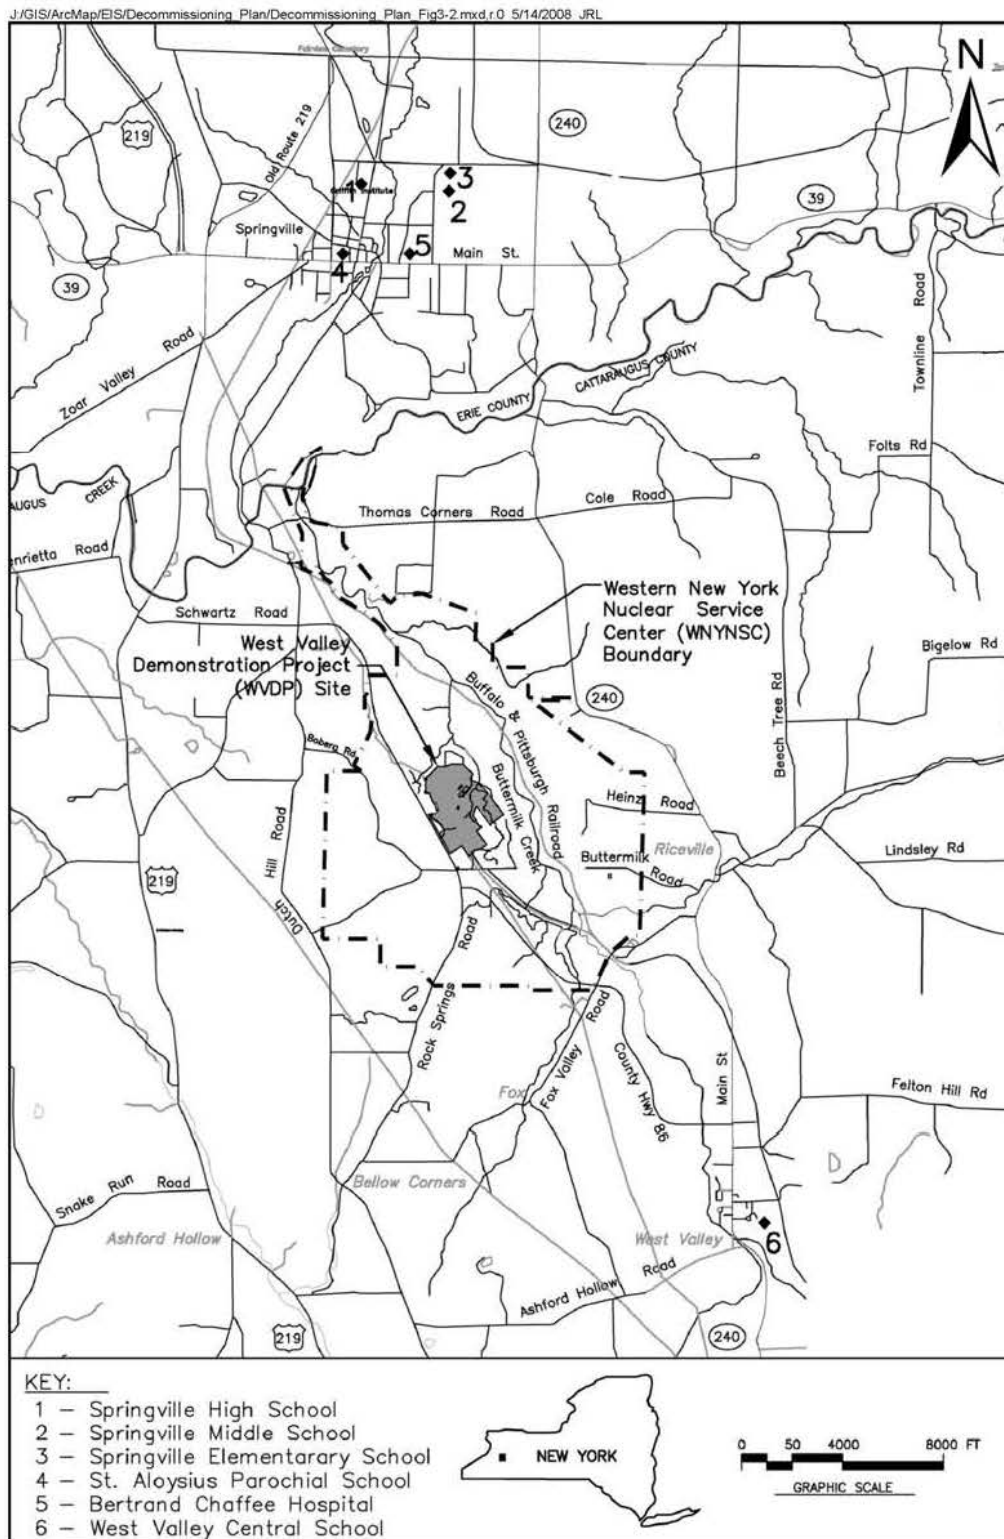 J:/GIS/ArcMap/EIS/Decommissioning_Plan/Decommissioning_Plan_Fig3-2.mxd,r.0 5/14/2008 JRL
Fairview Cemetery
N
219
Old Route 219
240
1
Griffith Institute
3
2
39
Springville
5
Main St.
4
39
Zoar Valley Road
Townline Road
ERIE COUNTY
CATTARAUGUS COUNTY
Folts Rd
AUGUS CREEK
Cole Road
Thomas Corners Road
enrietta Road
Western New York
Nuclear Service
Center (WNYNSC)
Boundary
Schwartz Road
West Valley
Demonstration Project
(WVDP) Site
Bigelow Rd
240
Beech Tree Rd
Buffalo & Pittsburgh Railroad
Boberg Rd
Buttermilk Creek
Heinz Road
Riceville
Buttermilk Road
Lindsley Rd
Hill Road
219
Dutch
Rock Springs Road
Fox Valley Road
Fox
County Hwy 86
Main St
Felton Hill Rd
Snake Run Road
Bellow Corners
Ashford Hollow
West Valley
6
Ashford Hollow Road
219
240
KEY:
1 – Springville High School
2 – Springville Middle School
3 – Springville Elementarary School
4 – St. Aloysius Parochial School
5 – Bertrand Chaffee Hospital
6 – West Valley Central School
NEW YORK
0 50 4000 8000 FT
GRAPHIC SCALE